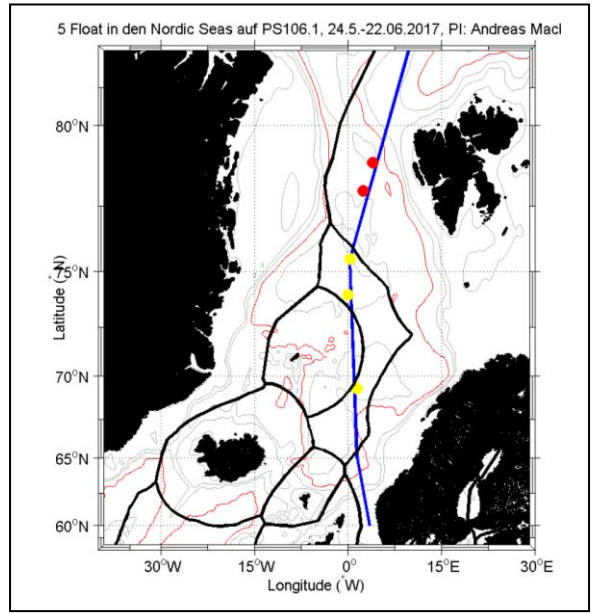 5 Float in den Nordic Seas auf PS106.1, 24.5.-22.06.2017, PI: Andreas Macl
80°N
75°N
70°N
65°N
60°N
Latitude (°N)
30°W
15°W
0°
15°E
30°E
Longitude (°W)